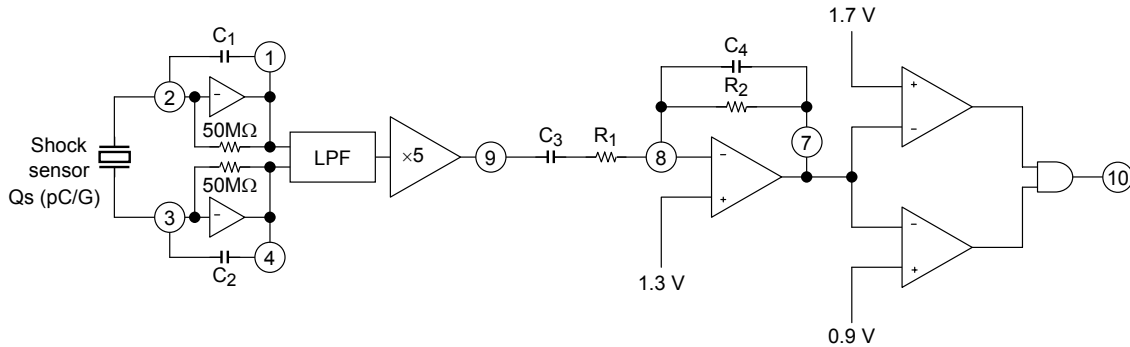 C1
1
2
−
50MΩ
Shock
sensor
Qs (pC/G)
50MΩ
3
−
4
C2
LPF
×5
9
C3
R1
8
C4
R2
7
−
+
1.3 V
1.7 V
+
−
−
+
0.9 V
10